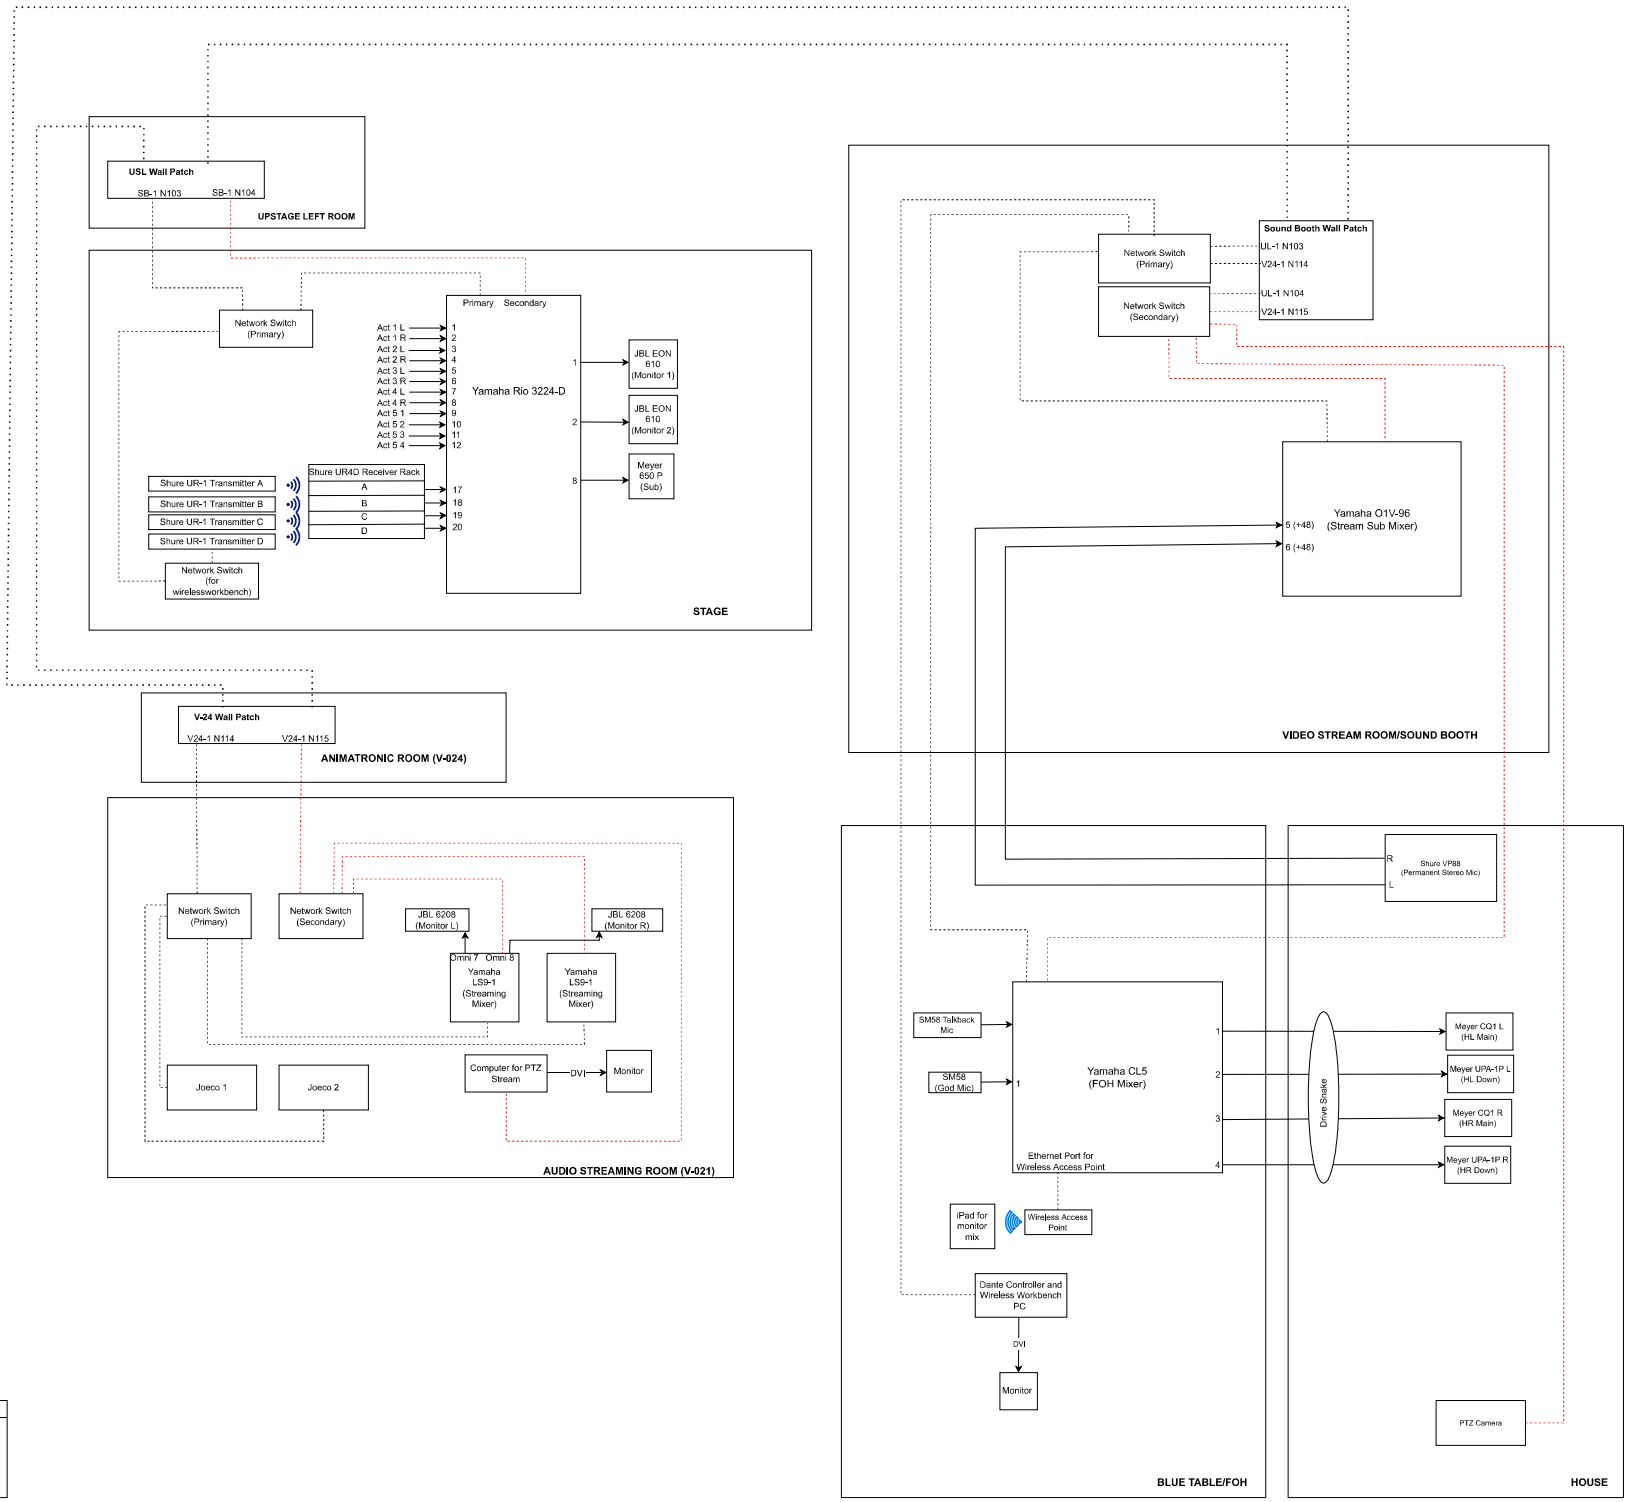 USL Wall Patch
SB-1 N103
SB-1 N104
UPSTAGE LEFT ROOM
Network Switch
(Primary)
Primary
Secondary
Act 1 L
Act 1 R
Act 2 L
Act 2 R
Act 3 L
Act 3 R
Act 4 L
Act 4 R
Act 5 1
Act 5 2
Act 5 3
Act 5 4
1
2
3
4
5
6
7
8
9
10
11
12
Yamaha Rio 3224-D
1
2
8
JBL EON
610
(Monitor 1)
JBL EON
610
(Monitor 2)
Meyer
650 P
(Sub)
Shure UR-1 Transmitter A
Shure UR-1 Transmitter B
Shure UR-1 Transmitter C
Shure UR-1 Transmitter D
Shure UR4D Receiver Rack
A
B
C
D
17
18
19
20
Network Switch
(for
wirelessworkbench)
STAGE
V-24 Wall Patch
V24-1 N114
V24-1 N115
ANIMATRONIC ROOM (V-024)
Network Switch
(Primary)
Network Switch
(Secondary)
JBL 6208
(Monitor L)
JBL 6208
(Monitor R)
Omni 7
Omni 8
Yamaha
LS9-1
(Streaming
Mixer)
Yamaha
LS9-1
(Streaming
Mixer)
Joeco 1
Joeco 2
Computer for PTZ
Stream
DVI
Monitor
AUDIO STREAMING ROOM (V-021)
Sound Booth Wall Patch
UL-1 N103
V24-1 N114
UL-1 N104
V24-1 N115
Network Switch
(Primary)
Network Switch
(Secondary)
Yamaha O1V-96
(Stream Sub Mixer)
5 (+48)
6 (+48)
VIDEO STREAM ROOM/SOUND BOOTH
R
L
Shure VP88
(Permanent Stereo Mic)
SM58 Talkback
Mic
SM58
(God Mic)
1
Yamaha CL5
(FOH Mixer)
1
2
3
4
Ethernet Port for
Wireless Access Point
Drive Snake
Meyer CQ1 L
(HL Main)
Meyer UPA-1P L
(HL Down)
Meyer CQ1 R
(HR Main)
Meyer UPA-1P R
(HR Down)
iPad for
monitor
mix
Wireless Access
Point
Dante Controller and
Wireless Workbench
PC
DVI
Monitor
BLUE TABLE/FOH
PTZ Camera
HOUSE